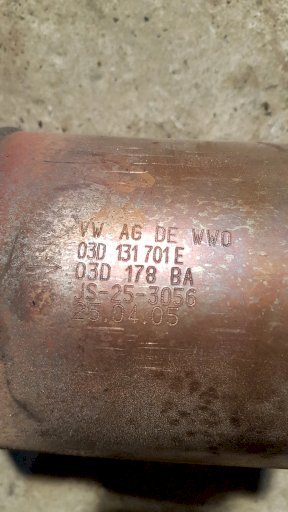 VW AG DE WWO
03D 131 701 E
03D 178 BA
JS-25-3056
25.04.05